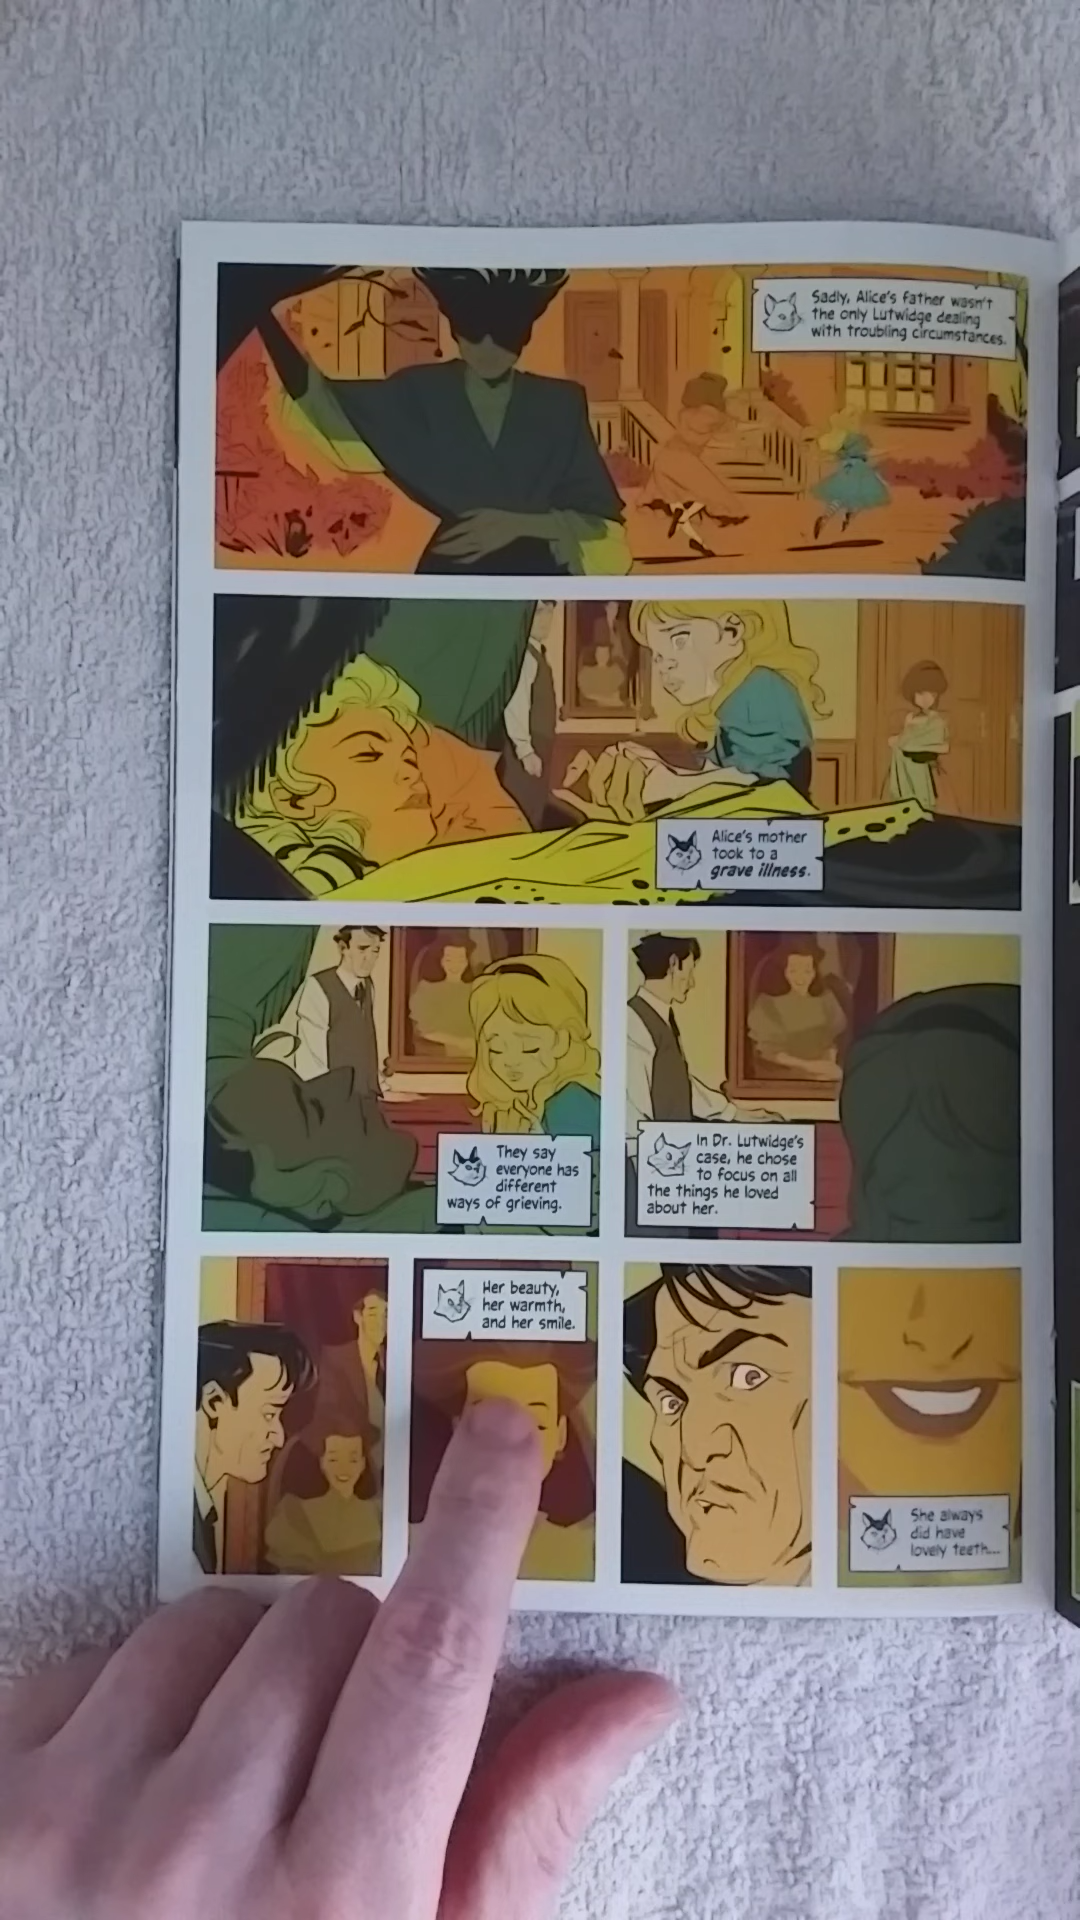 Sadly, Alice's father wasn't
the only Lutwidge dealing
with troubling circumstances.
Alice's mother
took to a
grave illness.
They say
everyone has
different
ways of grieving.
In Dr. Lutwidge's
case, he chose
to focus on all
the things he loved
about her.
Her beauty,
her warmth,
and her smile.
She always
did have
lovely teeth...